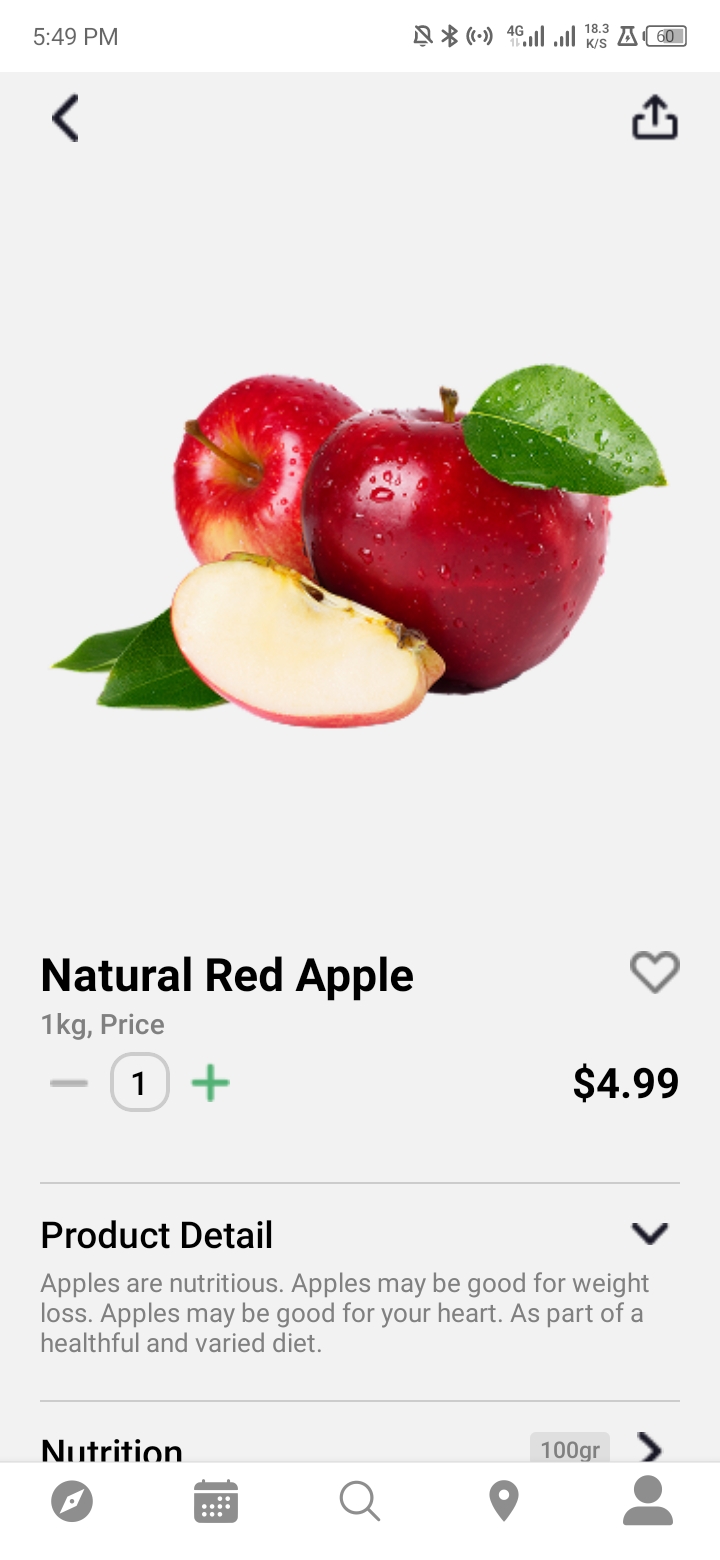 5:49 PM
4G
18.3
K/S
60
Natural Red Apple
1kg, Price
1
$4.99
Product Detail
Apples are nutritious. Apples may be good for weight
loss. Apples may be good for your heart. As part of a
healthful and varied diet.
Nutrition
100gr